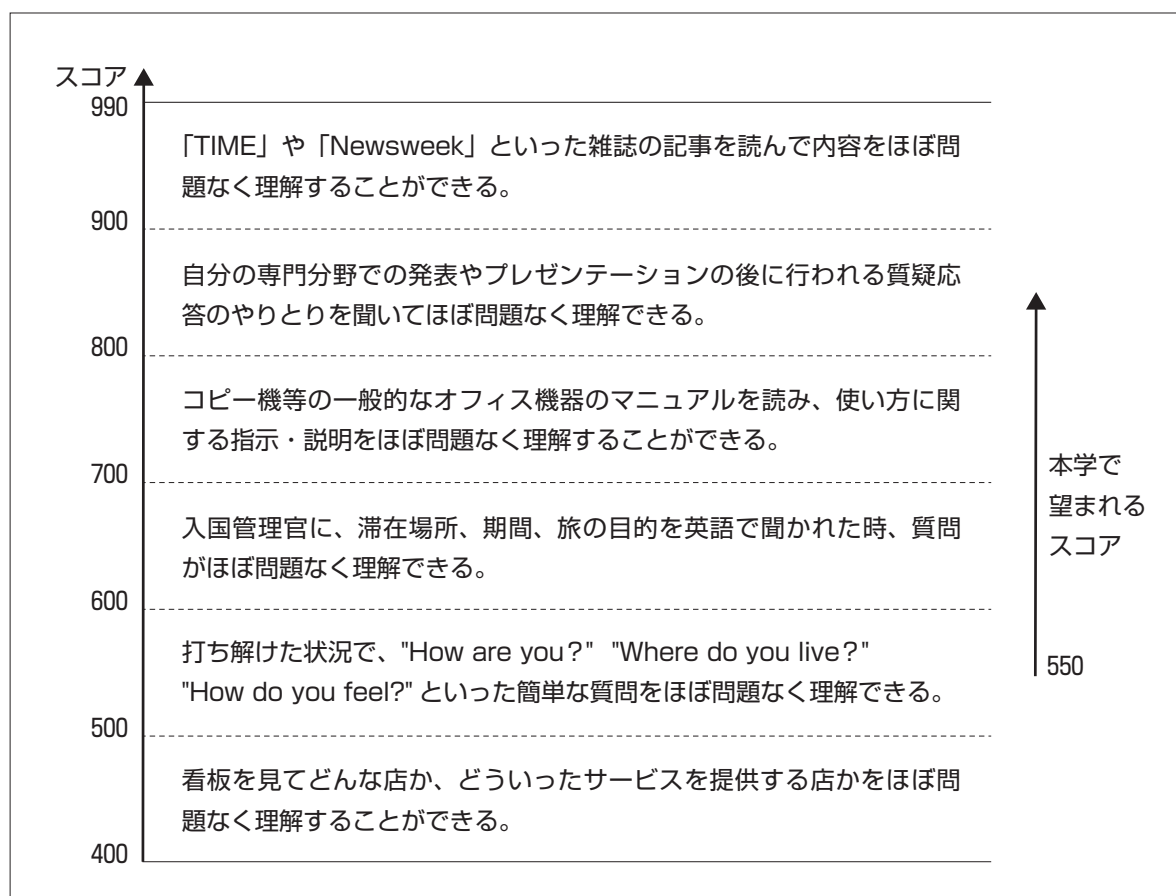 スコア
990
「TIME」や「Newsweek」といった雑誌の記事を読んで内容をほぼ問
題なく理解することができる。
900
自分の専門分野での発表やプレゼンテーションの後に行われる質疑応
答のやりとりを聞いてほぼ問題なく理解できる。
800
コピー機等の一般的なオフィス機器のマニュアルを読み、使い方に関
する指示・説明をほぼ問題なく理解することができる。
700
入国管理官に、滞在場所、期間、旅の目的を英語で聞かれた時、質問
がほぼ問題なく理解できる。
600
打ち解けた状況で、"How are you?" "Where do you live?"
"How do you feel?" といった簡単な質問をほぼ問題なく理解できる。
500
看板を見てどんな店か、どういったサービスを提供する店かをほぼ問
題なく理解することができる。
400
本学で
望まれる
スコア
550